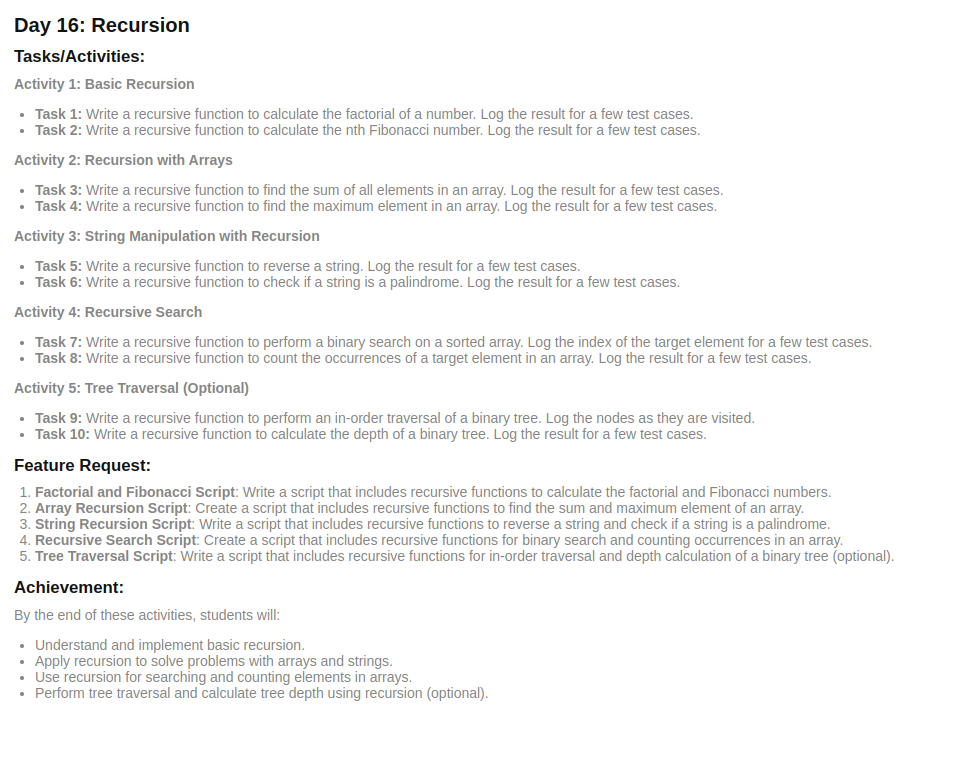 Day 16: Recursion
Tasks/Activities:
Activity 1: Basic Recursion
• Task 1: Write a recursive function to calculate the factorial of a number. Log the result for a few test cases.
• Task 2: Write a recursive function to calculate the nth Fibonacci number. Log the result for a few test cases.
Activity 2: Recursion with Arrays
• Task 3: Write a recursive function to find the sum of all elements in an array. Log the result for a few test cases.
• Task 4: Write a recursive function to find the maximum element in an array. Log the result for a few test cases.
Activity 3: String Manipulation with Recursion
• Task 5: Write a recursive function to reverse a string. Log the result for a few test cases.
• Task 6: Write a recursive function to check if a string is a palindrome. Log the result for a few test cases.
Activity 4: Recursive Search
• Task 7: Write a recursive function to perform a binary search on a sorted array. Log the index of the target element for a few test cases.
• Task 8: Write a recursive function to count the occurrences of a target element in an array. Log the result for a few test cases.
Activity 5: Tree Traversal (Optional)
• Task 9: Write a recursive function to perform an in-order traversal of a binary tree. Log the nodes as they are visited.
• Task 10: Write a recursive function to calculate the depth of a binary tree. Log the result for a few test cases.
Feature Request:
1. Factorial and Fibonacci Script: Write a script that includes recursive functions to calculate the factorial and Fibonacci numbers.
2. Array Recursion Script: Create a script that includes recursive functions to find the sum and maximum element of an array.
3. String Recursion Script: Write a script that includes recursive functions to reverse a string and check if a string is a palindrome.
4. Recursive Search Script: Create a script that includes recursive functions for binary search and counting occurrences in an array.
5. Tree Traversal Script: Write a script that includes recursive functions for in-order traversal and depth calculation of a binary tree (optional).
Achievement:
By the end of these activities, students will:
• Understand and implement basic recursion.
• Apply recursion to solve problems with arrays and strings.
• Use recursion for searching and counting elements in arrays.
• Perform tree traversal and calculate tree depth using recursion (optional).